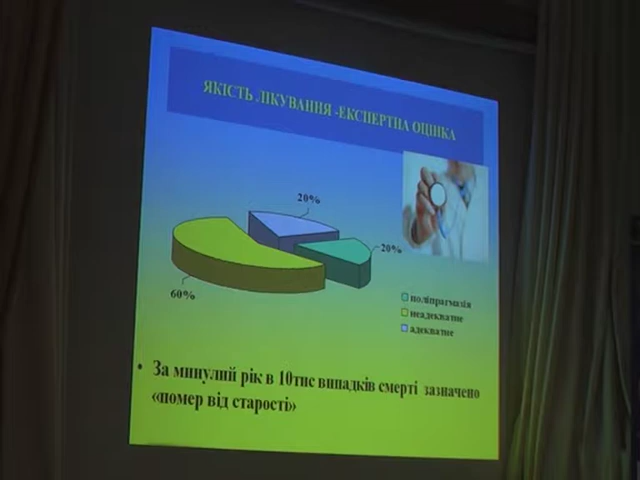 ЯКІСТЬ ЛІКУВАННЯ -ЕКСПЕРТНА ОЦІНКА
20%
20%
60%
поліпрагмазія
неадекватне
адекватне
• За минулий рік в 10тис випадків смерті зазначено
«помер від старості»